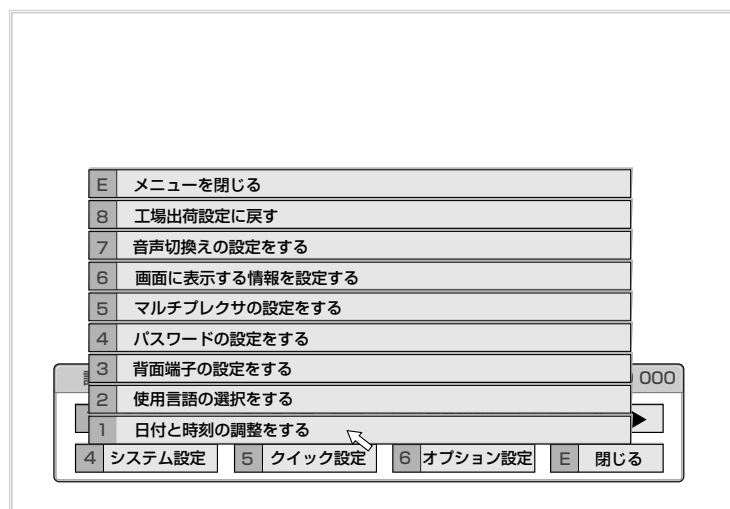 E メニューを閉じる
8 工場出荷設定に戻す
7 音声切換えの設定をする
6 画面に表示する情報を設定する
5 マルチプレクサの設定をする
4 パスワードの設定をする
3 背面端子の設定をする
000
2 使用言語の選択をする
1 日付と時刻の調整をする
4 システム設定 5 クイック設定 6 オプション設定 E 閉じる